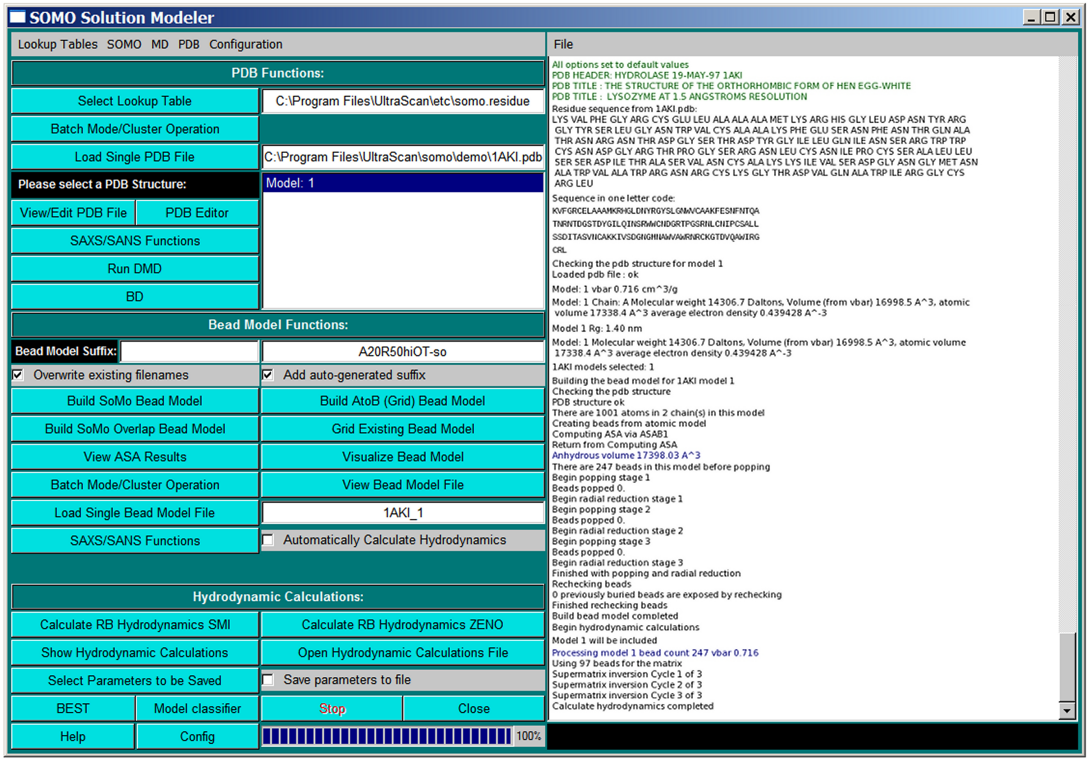 SOMO Solution Modeler
Lookup Tables SOMO MD PDB Configuration
PDB Functions:
Select Lookup Table
C:\Program Files\UltraScan\etc\somo.residue
Batch Mode/Cluster Operation
Load Single PDB File
C:\Program Files\UltraScan\somo\demo\1AKI.pdb
Please select a PDB Structure:
Model: 1
View/Edit PDB File
PDB Editor
SAXS/SANS Functions
Run DMD
BD
Bead Model Functions:
Bead Model Suffix:
A20R50hiOT-so
Overwrite existing filenames
Add auto-generated suffix
Build SoMo Bead Model
Build AtoB (Grid) Bead Model
Build SoMo Overlap Bead Model
Grid Existing Bead Model
View ASA Results
Visualize Bead Model
Batch Mode/Cluster Operation
View Bead Model File
Load Single Bead Model File
1AKI_1
SAXS/SANS Functions
Automatically Calculate Hydrodynamics
Hydrodynamic Calculations:
Calculate RB Hydrodynamics SMI
Calculate RB Hydrodynamics ZENO
Show Hydrodynamic Calculations
Open Hydrodynamic Calculations File
Select Parameters to be Saved
Save parameters to file
BEST
Model classifier
Stop
Close
Help
Config
100%
File
All options set to default values
PDB HEADER: HYDROLASE 19-MAY-97 1AKI
PDB TITLE : THE STRUCTURE OF THE ORTHORHOMBIC FORM OF HEN EGG-WHITE
PDB TITLE : LYSOZYME AT 1.5 ANGSTROMS RESOLUTION
Residue sequence from 1AKI.pdb:
LYS VAL PHE GLY ARG CYS GLU LEU ALA ALA ALA MET LYS ARG HIS GLY LEU ASP ASN TYR ARG
GLY TYR SER LEU GLY ASN TRP VAL CYS ALA ALA LYS PHE GLU SER ASN PHE ASN THR GLN ALA
THR ASN ARG ASN THR ASP GLY SER THR ASP TYR GLY ILE LEU GLN ILE ASN SER ARG TRP TRP
CYS ASN ASP GLY ARG THR PRO GLY SER ARG ASN LEU CYS ASN ILE PRO CYS SER ALA LEU LEU
SER SER ASP ILE THR ALA SER VAL ASN CYS ALA LYS LYS ILE VAL SER ASP GLY ASN GLY MET ASN
ALA TRP VAL ALA TRP ARG ASN ARG CYS LYS GLY THR ASP VAL GLN ALA TRP ILE ARG GLY CYS
ARG LEU
Sequence in one letter code:
KVFGRCELAAAMKRHGLDNYRGYSLGNWVCAAKFESNFNTQA
TNRNTDGSTDYGILQINSRWWCNDGRTPGSRNLCNIPCSALL
SSDITASVNCAKKIVSDGNGMNAWVAWRNRCKGTDVQAWIRG
CRL
Checking the pdb structure for model 1
Loaded pdb file : ok
Model: 1 vbar 0.716 cm^3/g
Model: 1 Chain: A Molecular weight 14306.7 Daltons, Volume (from vbar) 16998.5 A^3, atomic
volume 17338.4 A^3 average electron density 0.439428 A^-3
Model 1 Rg: 1.40 nm
Model: 1 Molecular weight 14306.7 Daltons, Volume (from vbar) 16998.5 A^3, atomic volume
17338.4 A^3 average electron density 0.439428 A^-3
1AKI models selected: 1
Building the bead model for 1AKI model 1
Checking the pdb structure
PDB structure ok
There are 1001 atoms in 2 chain(s) in this model
Creating beads from atomic model
Computing ASA via ASAB1
Return from Computing ASA
Anhydrous volume 17398.03 A^3
There are 247 beads in this model before popping
Begin popping stage 1
Beads popped 0.
Begin radial reduction stage 1
Begin popping stage 2
Beads popped 0.
Begin radial reduction stage 2
Begin popping stage 3
Beads popped 0.
Begin radial reduction stage 3
Finished with popping and radial reduction
Rechecking beads
0 previously buried beads are exposed by rechecking
Finished rechecking beads
Build bead model completed
Begin hydrodynamic calculations
Model 1 will be included
Processing model 1 bead count 247 vbar 0.716
Using 97 beads for the matrix
Supermatrix inversion Cycle 1 of 3
Supermatrix inversion Cycle 2 of 3
Supermatrix inversion Cycle 3 of 3
Calculate hydrodynamics completed